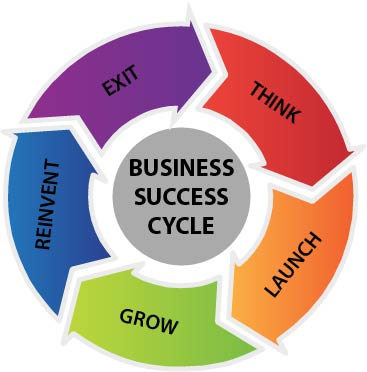 BUSINESS
SUCCESS
CYCLE
THINK
LAUNCH
GROW
REINVENT
EXIT